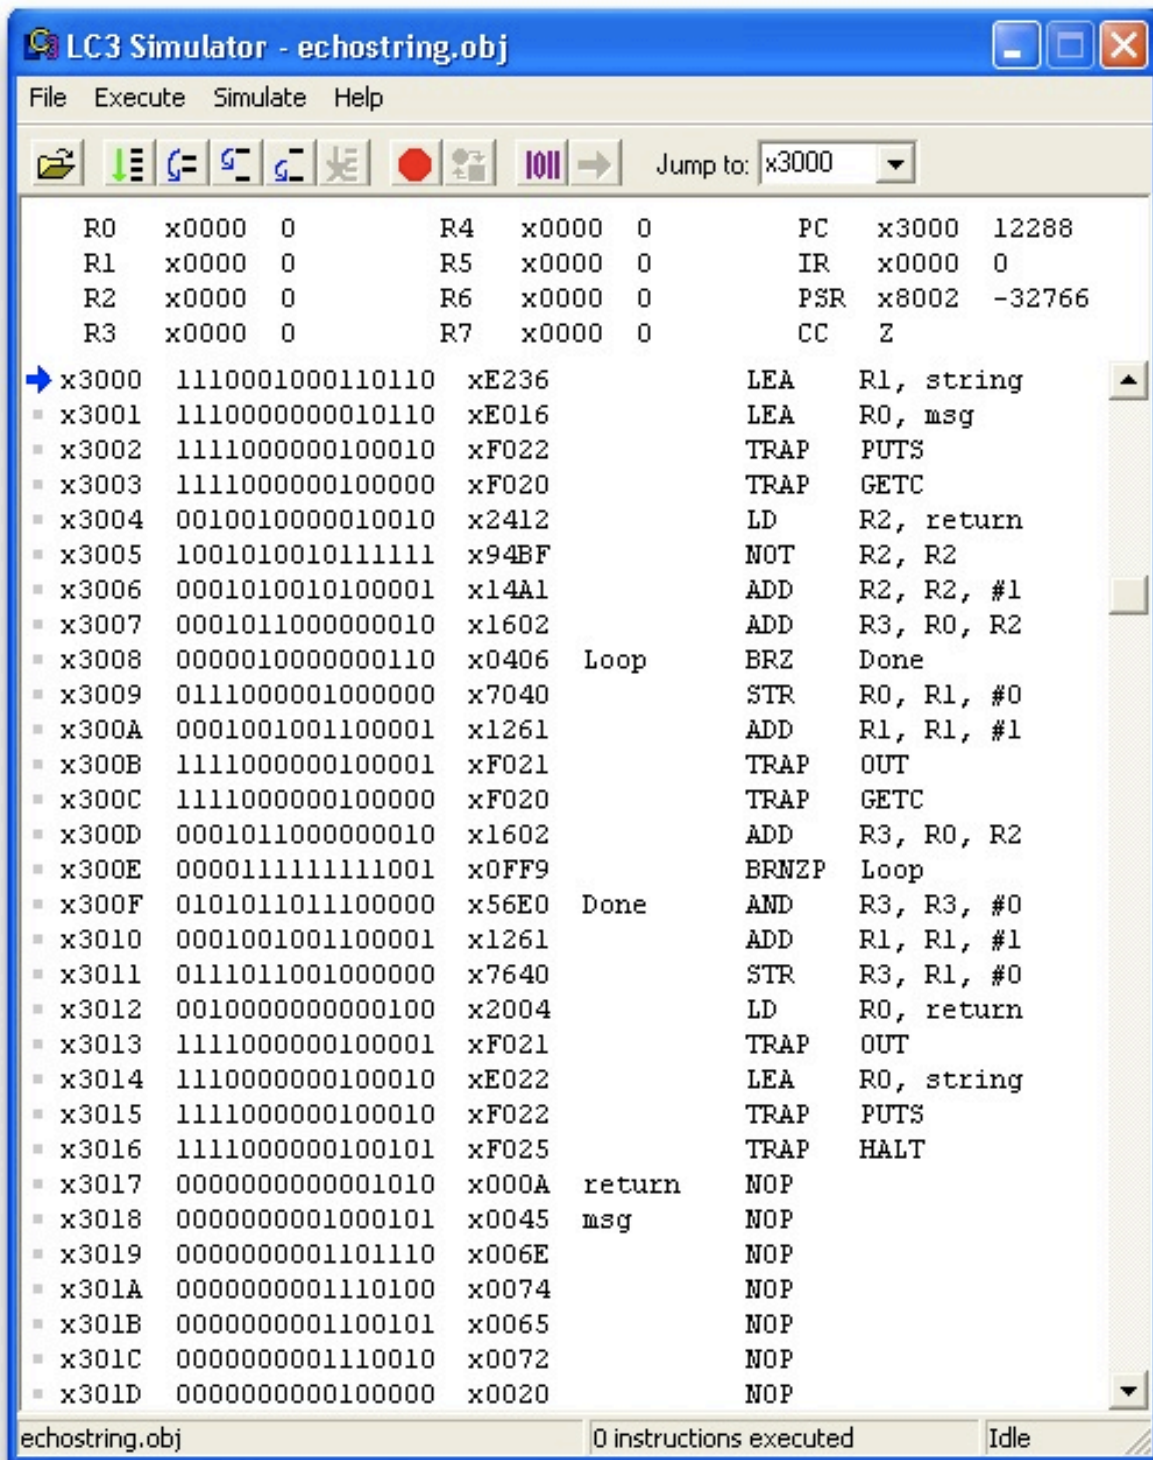 LC3 Simulator - echostring.obj
File Execute Simulate Help
Jump to: x3000
R0 x0000 0 R4 x0000 0 PC x3000 12288
R1 x0000 0 R5 x0000 0 IR x0000 0
R2 x0000 0 R6 x0000 0 PSR x8002 -32766
R3 x0000 0 R7 x0000 0 CC Z
x3000 1110001000110110 xE236 LEA R1, string
x3001 1110000000010110 xE016 LEA R0, msg
x3002 1111000000100010 xF022 TRAP PUTS
x3003 1111000000100000 xF020 TRAP GETC
x3004 0010010000010010 x2412 LD R2, return
x3005 1001010010111111 x94BF NOT R2, R2
x3006 0001010010100001 x14A1 ADD R2, R2, #1
x3007 0001011000000010 x1602 ADD R3, R0, R2
x3008 0000010000000110 x0406 Loop BRZ Done
x3009 0111000001000000 x7040 STR R0, R1, #0
x300A 0001001001100001 x1261 ADD R1, R1, #1
x300B 1111000000100001 xF021 TRAP OUT
x300C 1111000000100000 xF020 TRAP GETC
x300D 0001011000000010 x1602 ADD R3, R0, R2
x300E 0000111111111001 x0FF9 BRNZP Loop
x300F 0101011011100000 x56E0 Done AND R3, R3, #0
x3010 0001001001100001 x1261 ADD R1, R1, #1
x3011 0111011001000000 x7640 STR R3, R1, #0
x3012 0010000000000100 x2004 LD R0, return
x3013 1111000000100001 xF021 TRAP OUT
x3014 1110000000100010 xE022 LEA R0, string
x3015 1111000000100010 xF022 TRAP PUTS
x3016 1111000000100101 xF025 TRAP HALT
x3017 0000000000001010 x000A return NOP
x3018 0000000001000101 x0045 msg NOP
x3019 0000000001101110 x006E NOP
x301A 0000000001110100 x0074 NOP
x301B 0000000001100101 x0065 NOP
x301C 0000000001110010 x0072 NOP
x301D 0000000000100000 x0020 NOP
echostring.obj 0 instructions executed Idle